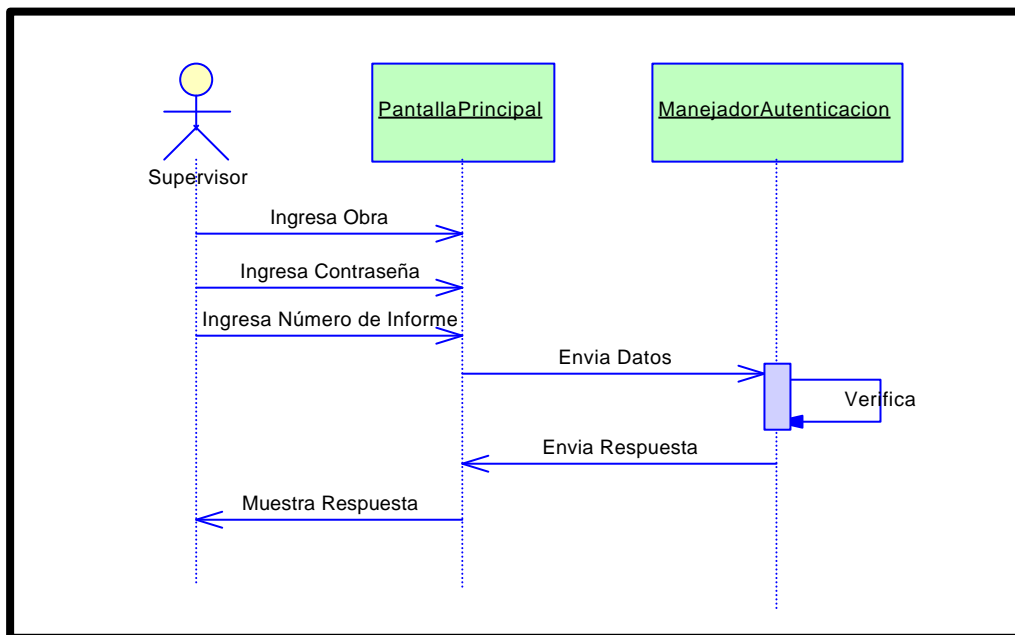 PantallaPrincipal
ManejadorAutenticacion
Supervisor
Ingresa Obra
Ingresa Contraseña
Ingresa Número de Informe
Envia Datos
Verifica
Envia Respuesta
Muestra Respuesta